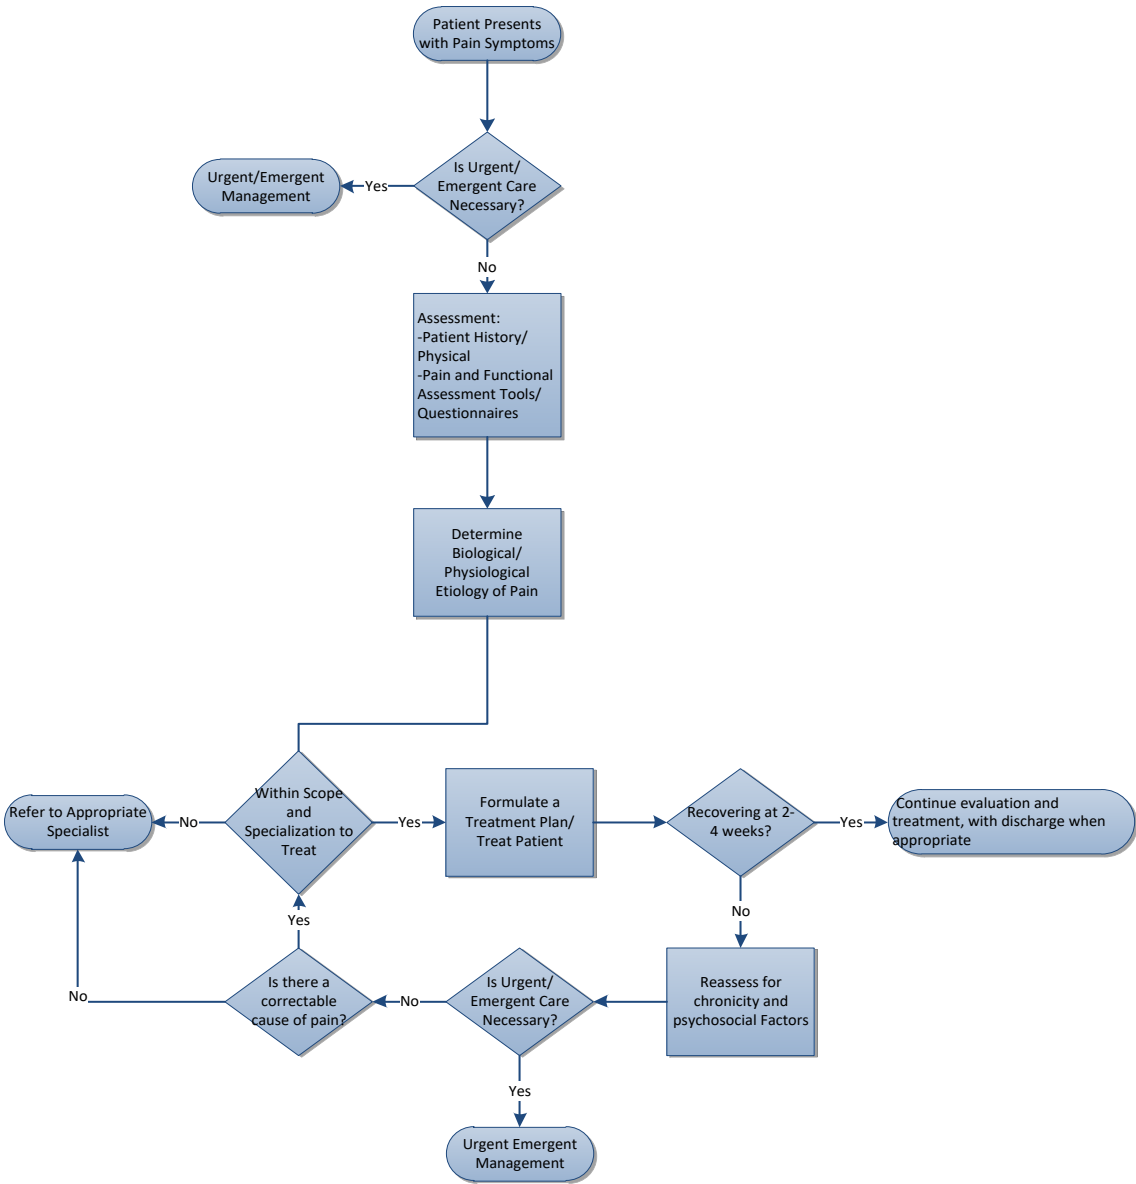 Patient Presents
with Pain Symptoms
Is Urgent/
Emergent Care
Necessary?
Yes
Urgent/Emergent
Management
No
Assessment:
-Patient History/
Physical
-Pain and Functional
Assessment Tools/
Questionnaires
Determine
Biological/
Physiological
Etiology of Pain
Within Scope
and
Specialization to
Treat
No
Refer to Appropriate
Specialist
Yes
Formulate a
Treatment Plan/
Treat Patient
Recovering at 2-
4 weeks?
Yes
Continue evaluation and
treatment, with discharge when
appropriate
No
Reassess for
chronicity and
psychosocial Factors
Is Urgent/
Emergent Care
Necessary?
No
Is there a
correctable
cause of pain?
Yes
No
Yes
Urgent Emergent
Management